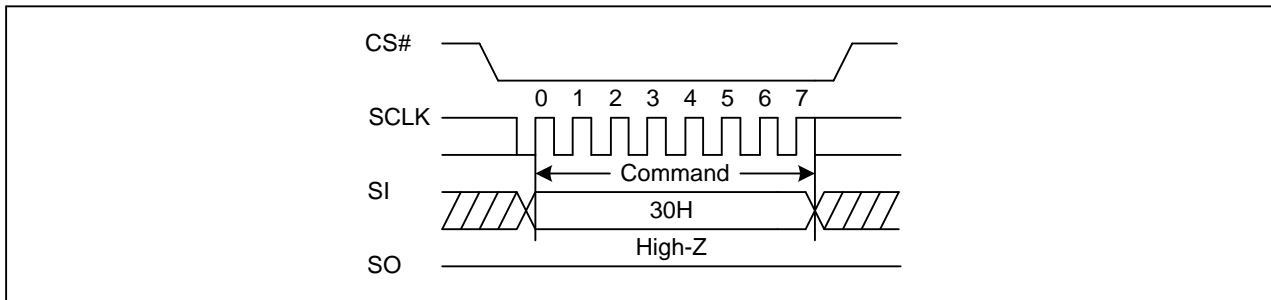 CS#
0 1 2 3 4 5 6 7
SCLK
Command
SI
30H
High-Z
SO